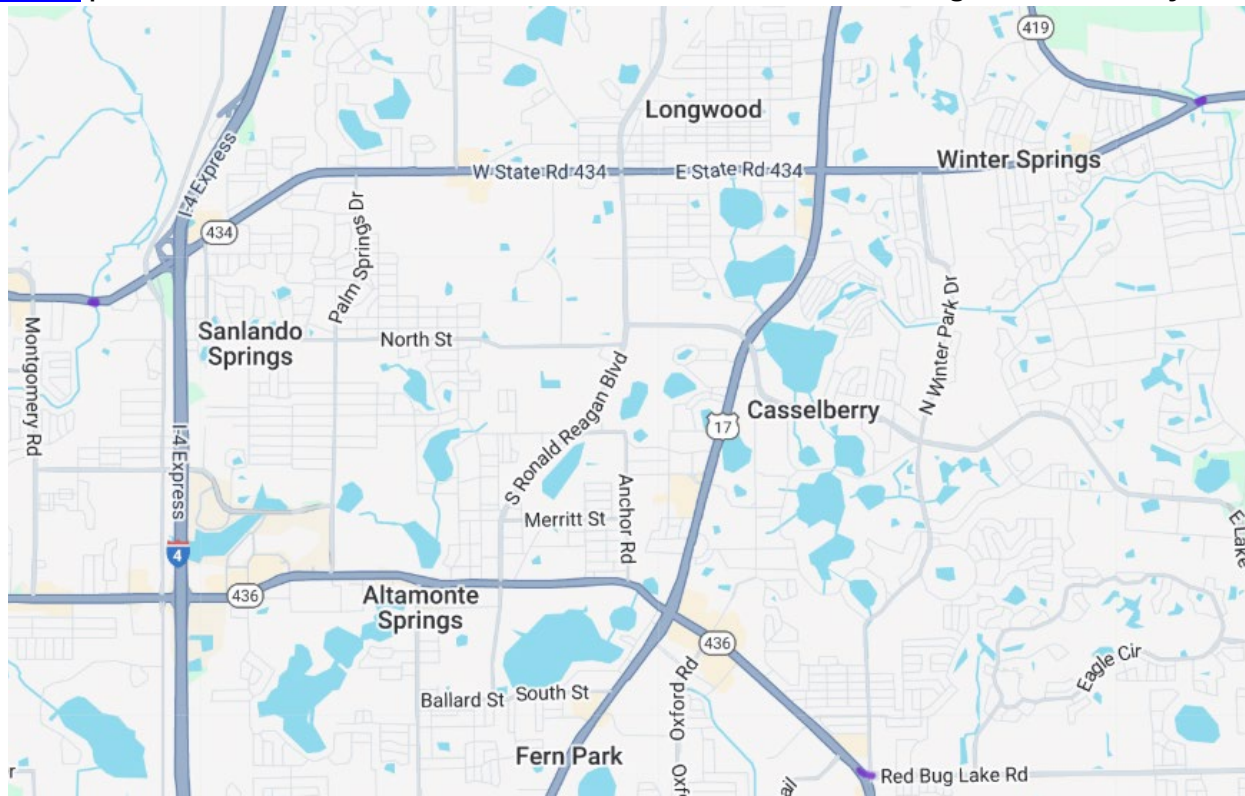 419
Longwood
I-4 Express
W State Rd 434
E State Rd 434
Winter Springs
434
Palm Springs Dr
Montgomery Rd
Sanlando
Springs
North St
N Winter Park Dr
S Ronald Reagan Blvd
Casselberry
17
I-4 Express
Anchor Rd
Merritt St
E Lake
4
436
Altamonte
Springs
436
Eagle Cir
Oxford Rd
Ballard St
South St
Fern Park
Red Bug Lake Rd